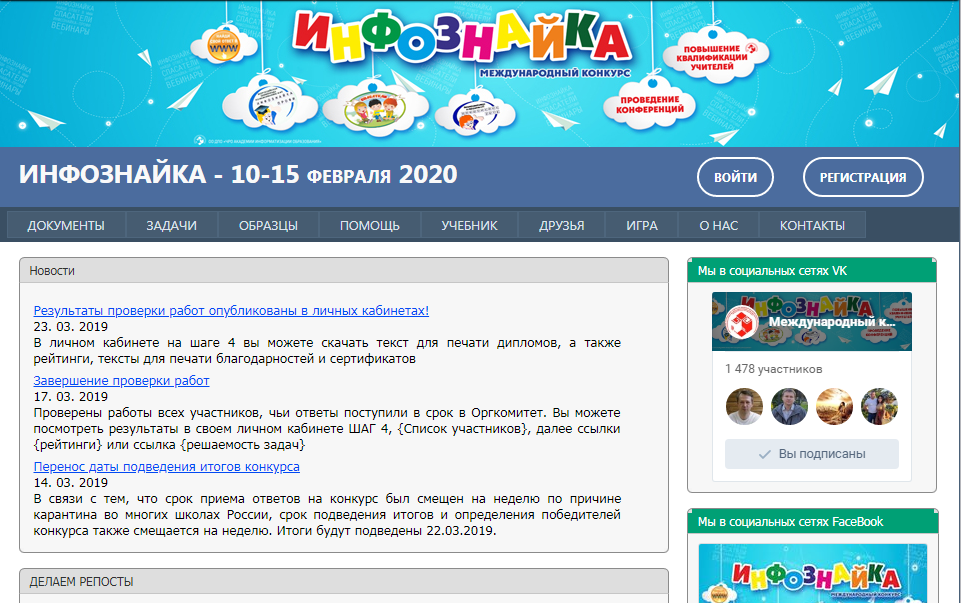 ИНФОЗНАЙКА
МЕЖДУНАРОДНЫЙ КОНКУРС
WWW
ПОВЫШЕНИЕ
КВАЛИФИКАЦИИ
УЧИТЕЛЕЙ
ПРОВЕДЕНИЕ
КОНФЕРЕНЦИЙ
ИНФОЗНАЙКА - 10-15 ФЕВРАЛЯ 2020
ВОЙТИ
РЕГИСТРАЦИЯ
ДОКУМЕНТЫ ЗАДАЧИ ОБРАЗЦЫ ПОМОЩЬ УЧЕБНИК ДРУЗЬЯ ИГРА О НАС КОНТАКТЫ
Новости
Результаты проверки работ опубликованы в личных кабинетах!
23. 03. 2019
В личном кабинете на шаге 4 вы можете скачать текст для печати дипломов, а также
рейтинги, тексты для печати благодарностей и сертификатов
Завершение проверки работ
17. 03. 2019
Проверены работы всех участников, чьи ответы поступили в срок в Оргкомитет. Вы можете
посмотреть результаты в своем личном кабинете ШАГ 4, {Список участников}, далее ссылки
{рейтинги} или ссылка {решаемость задач}
Перенос даты подведения итогов конкурса
14. 03. 2019
В связи с тем, что срок приема ответов на конкурс был смещен на неделю по причине
карантина во многих школах России, срок подведения итогов и определения победителей
конкурса также смещается на неделю. Итоги будут подведены 22.03.2019.
ДЕЛАЕМ РЕПОСТЫ
Мы в социальных сетях VK
ИНФОЗНАЙКА
Международный к...
1 478 участников
Вы подписаны
Мы в социальных сетях FaceBook
ИНФОЗНАЙКА
МЕЖДУНАРОДНЫЙ КОНКУРС